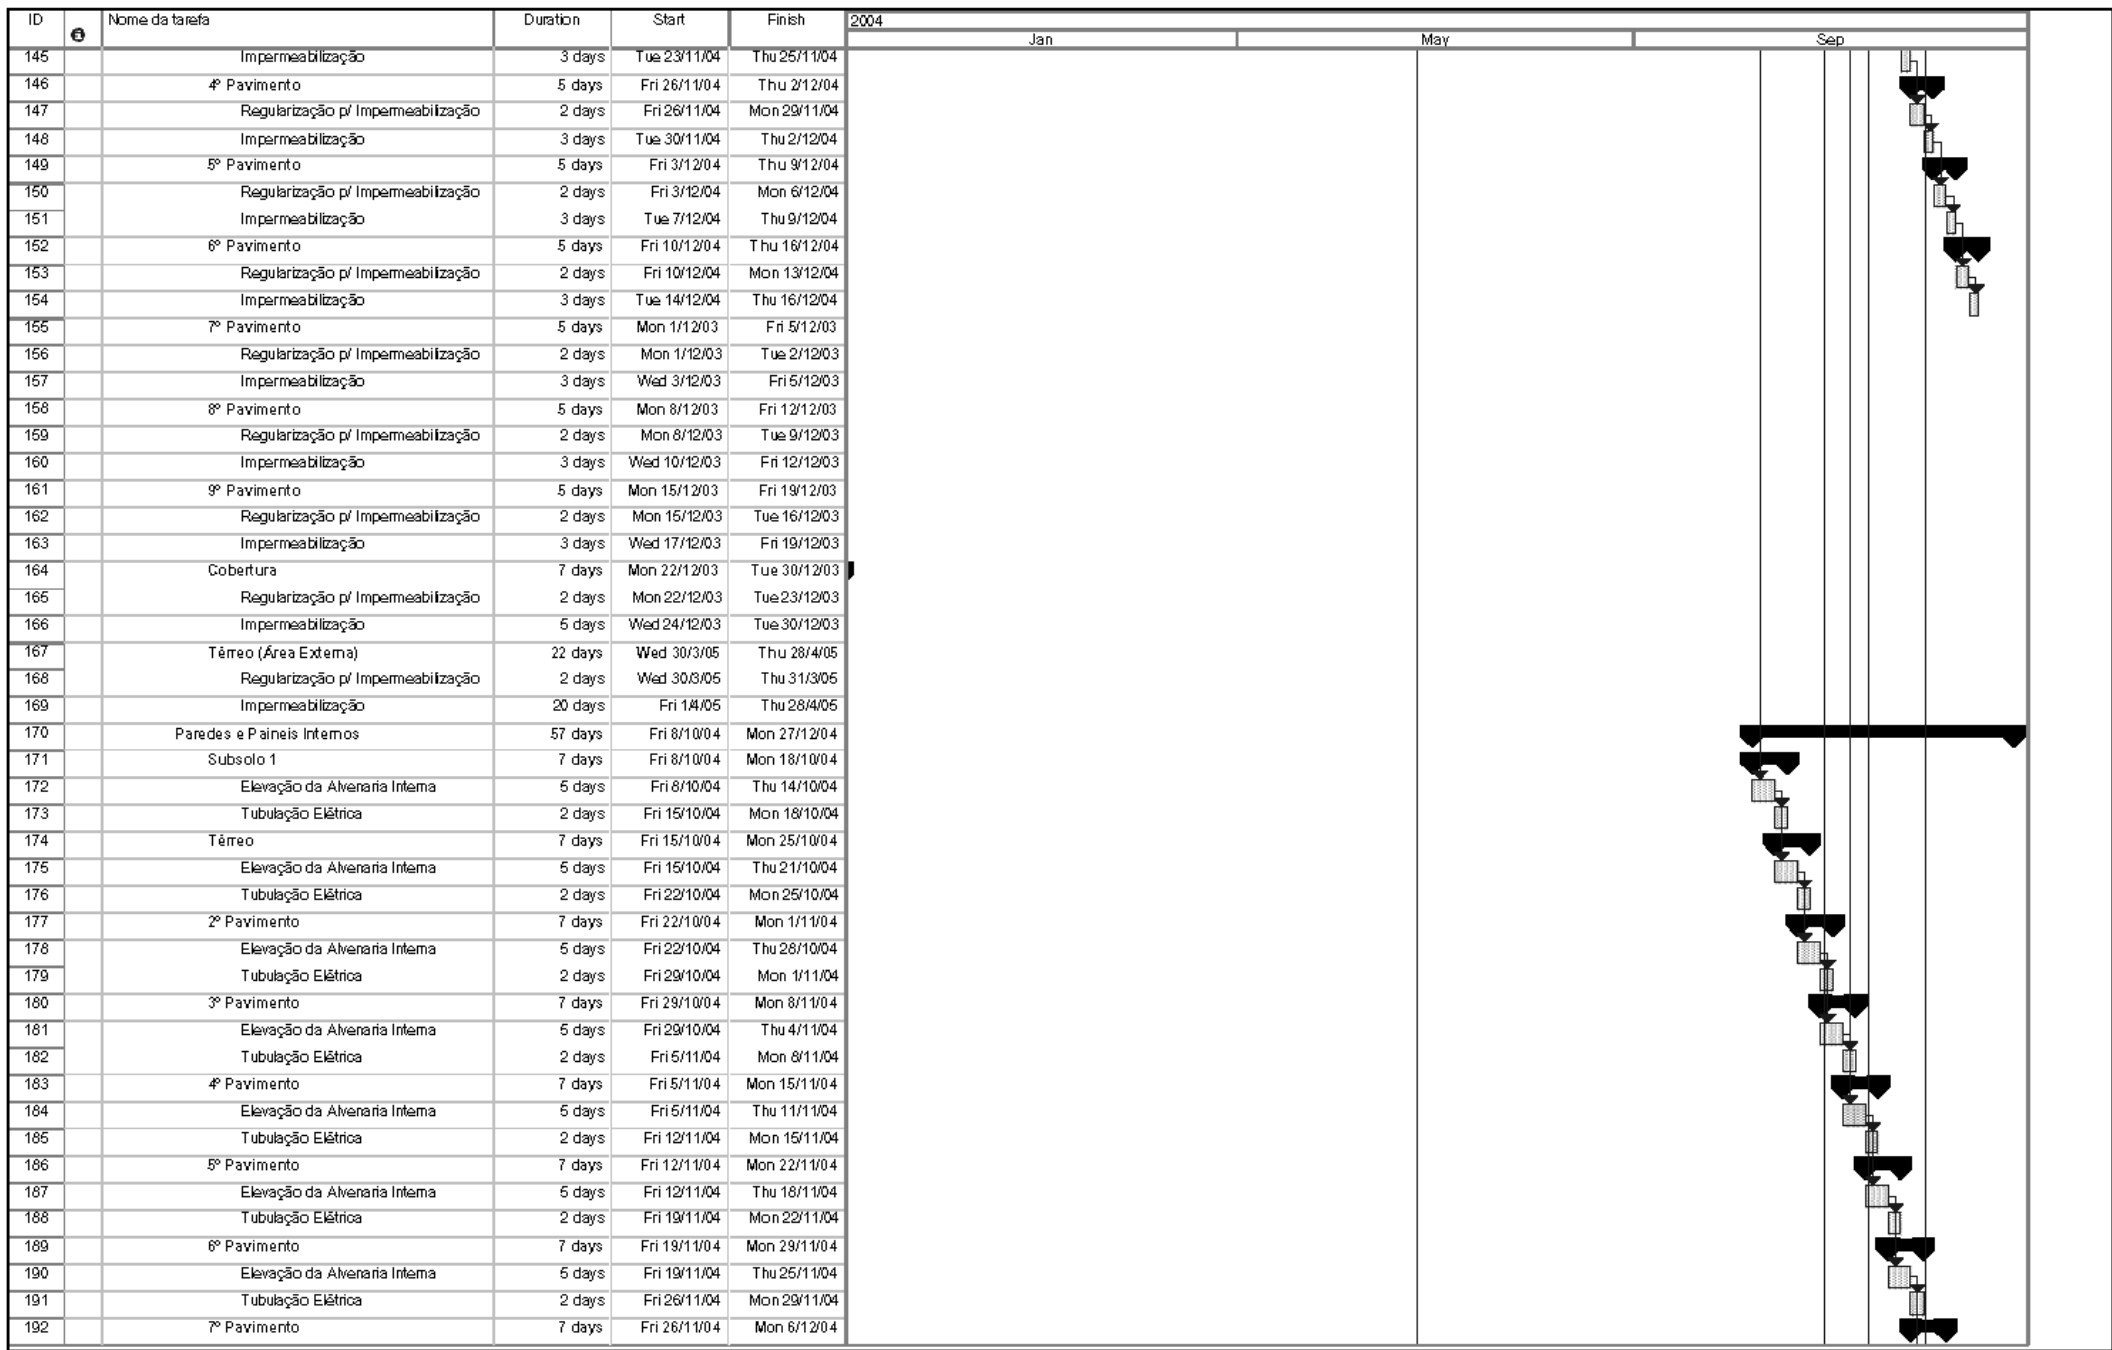 ID Nome da tarefa Duration Start Finish 2004
Jan May Sep
145 Impermeabilização 3 days Tue 23/11/04 Thu 25/11/04
146 4º Pavimento 5 days Fri 26/11/04 Thu 2/12/04
147 Regularização p/ Impermeabilização 2 days Fri 26/11/04 Mon 29/11/04
148 Impermeabilização 3 days Tue 30/11/04 Thu 2/12/04
149 5º Pavimento 5 days Fri 3/12/04 Thu 9/12/04
150 Regularização p/ Impermeabilização 2 days Fri 3/12/04 Mon 6/12/04
151 Impermeabilização 3 days Tue 7/12/04 Thu 9/12/04
152 6º Pavimento 5 days Fri 10/12/04 Thu 16/12/04
153 Regularização p/ Impermeabilização 2 days Fri 10/12/04 Mon 13/12/04
154 Impermeabilização 3 days Tue 14/12/04 Thu 16/12/04
155 7º Pavimento 5 days Mon 1/12/03 Fri 5/12/03
156 Regularização p/ Impermeabilização 2 days Mon 1/12/03 Tue 2/12/03
157 Impermeabilização 3 days Wed 3/12/03 Fri 5/12/03
158 8º Pavimento 5 days Mon 8/12/03 Fri 12/12/03
159 Regularização p/ Impermeabilização 2 days Mon 8/12/03 Tue 9/12/03
160 Impermeabilização 3 days Wed 10/12/03 Fri 12/12/03
161 9º Pavimento 5 days Mon 15/12/03 Fri 19/12/03
162 Regularização p/ Impermeabilização 2 days Mon 15/12/03 Tue 16/12/03
163 Impermeabilização 3 days Wed 17/12/03 Fri 19/12/03
164 Cobertura 7 days Mon 22/12/03 Tue 30/12/03
165 Regularização p/ Impermeabilização 2 days Mon 22/12/03 Tue 23/12/03
166 Impermeabilização 5 days Wed 24/12/03 Tue 30/12/03
167 Térreo (Área Externa) 22 days Wed 30/3/05 Thu 28/4/05
168 Regularização p/ Impermeabilização 2 days Wed 30/3/05 Thu 31/3/05
169 Impermeabilização 20 days Fri 1/4/05 Thu 28/4/05
170 Paredes e Paineis Internos 57 days Fri 8/10/04 Mon 27/12/04
171 Subsolo 1 7 days Fri 8/10/04 Mon 18/10/04
172 Elevação da Alvenaria Interna 5 days Fri 8/10/04 Thu 14/10/04
173 Tubulação Elétrica 2 days Fri 15/10/04 Mon 18/10/04
174 Térreo 7 days Fri 15/10/04 Mon 25/10/04
175 Elevação da Alvenaria Interna 5 days Fri 15/10/04 Thu 21/10/04
176 Tubulação Elétrica 2 days Fri 22/10/04 Mon 25/10/04
177 2º Pavimento 7 days Fri 22/10/04 Mon 1/11/04
178 Elevação da Alvenaria Interna 5 days Fri 22/10/04 Thu 28/10/04
179 Tubulação Elétrica 2 days Fri 29/10/04 Mon 1/11/04
180 3º Pavimento 7 days Fri 29/10/04 Mon 8/11/04
181 Elevação da Alvenaria Interna 5 days Fri 29/10/04 Thu 4/11/04
182 Tubulação Elétrica 2 days Fri 5/11/04 Mon 8/11/04
183 4º Pavimento 7 days Fri 5/11/04 Mon 15/11/04
184 Elevação da Alvenaria Interna 5 days Fri 5/11/04 Thu 11/11/04
185 Tubulação Elétrica 2 days Fri 12/11/04 Mon 15/11/04
186 5º Pavimento 7 days Fri 12/11/04 Mon 22/11/04
187 Elevação da Alvenaria Interna 5 days Fri 12/11/04 Thu 18/11/04
188 Tubulação Elétrica 2 days Fri 19/11/04 Mon 22/11/04
189 6º Pavimento 7 days Fri 19/11/04 Mon 29/11/04
190 Elevação da Alvenaria Interna 5 days Fri 19/11/04 Thu 25/11/04
191 Tubulação Elétrica 2 days Fri 26/11/04 Mon 29/11/04
192 7º Pavimento 7 days Fri 26/11/04 Mon 6/12/04